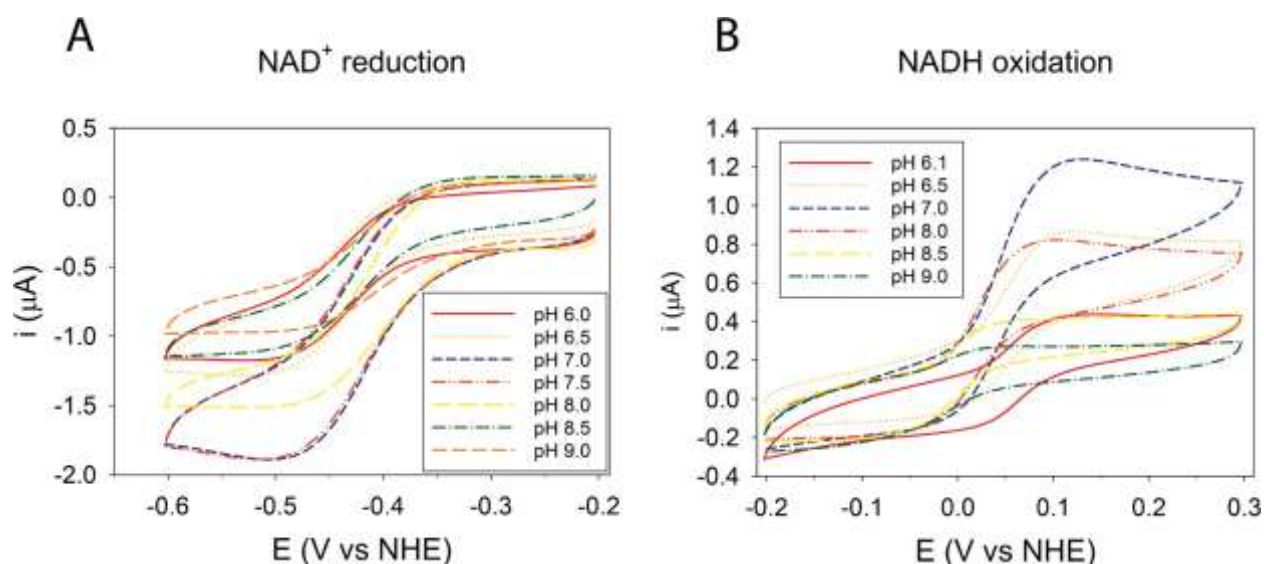 A
NAD⁺ reduction
0.5
0.0
-0.5
-1.0
-1.5
-2.0
i (μA)
pH 6.0
pH 6.5
pH 7.0
pH 7.5
pH 8.0
pH 8.5
pH 9.0
-0.6 -0.5 -0.4 -0.3 -0.2
E (V vs NHE)
B
NADH oxidation
1.4
1.2
1.0
0.8
0.6
0.4
0.2
0.0
-0.2
-0.4
i (μA)
pH 6.1
pH 6.5
pH 7.0
pH 8.0
pH 8.5
pH 9.0
-0.2 -0.1 0.0 0.1 0.2 0.3
E (V vs NHE)